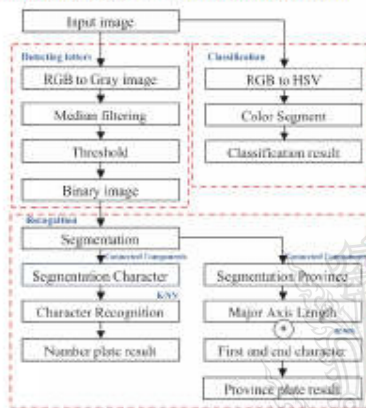 Input image
Detecting letters
RGB to Gray image
Median filtering
Threshold
Binary image
Classification
RGB to HSV
Color Segment
Classification result
Recognition
Segmentation
Connected Components
Segmentation Character
K-NN
Character Recognition
Number plate result
Connected Components
Segmentation Province
Major Axis Length
K-NN
First and end character
Province plate result